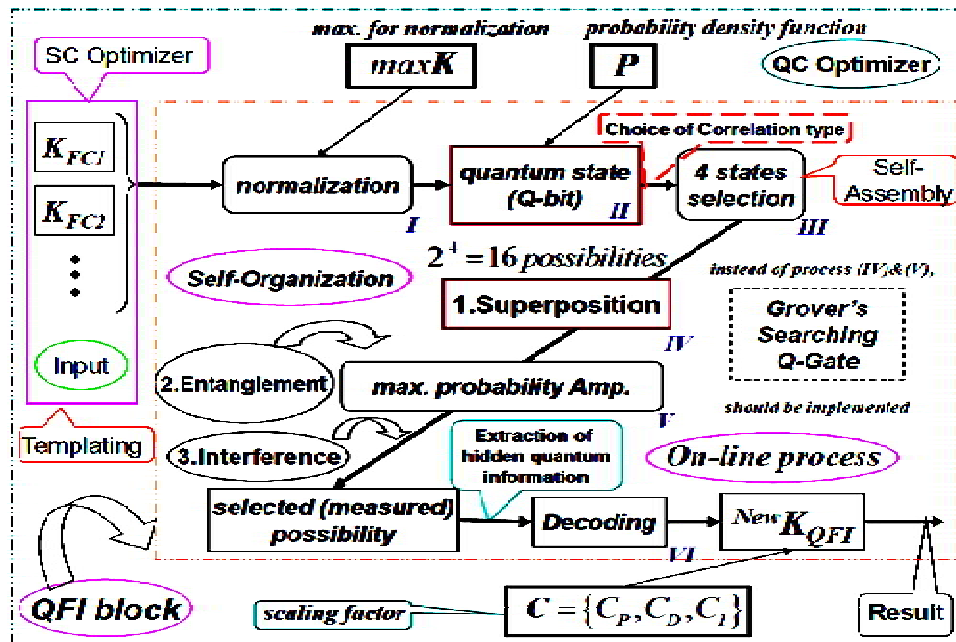 max. for normalization
probability density function
SC Optimizer
maxK
P
QC Optimizer
Choice of Correlation type
K_FC1
normalization
quantum state
(Q-bit)
4 states
selection
Self-
Assembly
K_FC2
I
II
III
2^4 = 16 possibilities
Self-Organization
instead of process (IV)&(V),
1.Superposition
Grover's
Searching
Q-Gate
IV
Input
2.Entanglement
max. probability Amp.
V
should be implemented
Templating
3.Interference
Extraction of
hidden quantum
information
On-line process
selected (measured)
possibility
Decoding
VI
New K_QFI
QFI block
scaling factor
C = {C_P, C_D, C_I}
Result